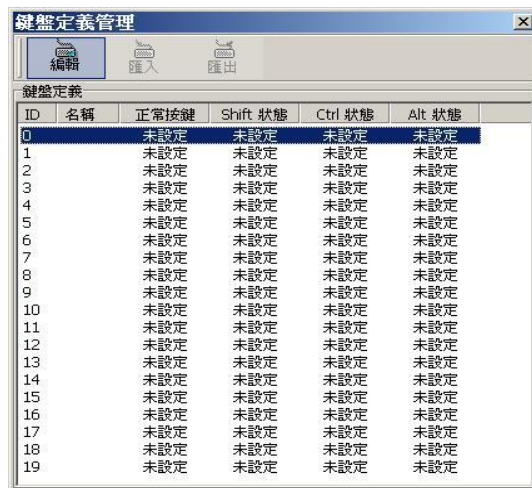 鍵盤定義管理
編輯 匯入 匯出
鍵盤定義
ID 名稱 正常按鍵 Shift 狀態 Ctrl 狀態 Alt 狀態
0 未設定 未設定 未設定 未設定
1 未設定 未設定 未設定 未設定
2 未設定 未設定 未設定 未設定
3 未設定 未設定 未設定 未設定
4 未設定 未設定 未設定 未設定
5 未設定 未設定 未設定 未設定
6 未設定 未設定 未設定 未設定
7 未設定 未設定 未設定 未設定
8 未設定 未設定 未設定 未設定
9 未設定 未設定 未設定 未設定
10 未設定 未設定 未設定 未設定
11 未設定 未設定 未設定 未設定
12 未設定 未設定 未設定 未設定
13 未設定 未設定 未設定 未設定
14 未設定 未設定 未設定 未設定
15 未設定 未設定 未設定 未設定
16 未設定 未設定 未設定 未設定
17 未設定 未設定 未設定 未設定
18 未設定 未設定 未設定 未設定
19 未設定 未設定 未設定 未設定